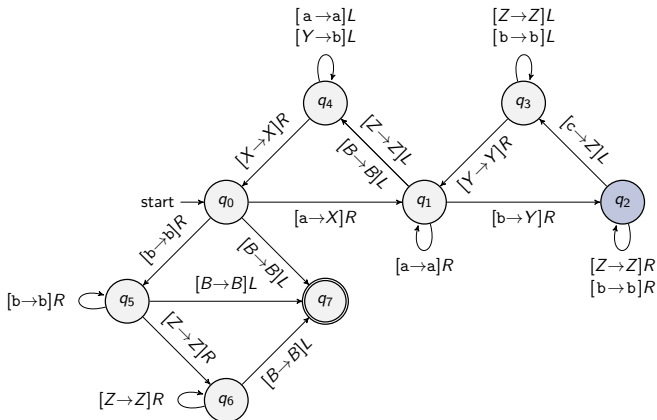 [a→a]L
[Y→b]L
[Z→Z]L
[b→b]L
q4
q3
[X→X]R
[Z→Z]L
[B→B]L
[Y→Y]R
[c→Z]L
start
q0
[a→X]R
q1
[b→Y]R
q2
[b→b]R
[B→B]L
[a→a]R
[Z→Z]R
[b→b]R
[b→b]R
q5
[B→B]L
q7
[Z→Z]R
[B→B]L
[Z→Z]R
q6